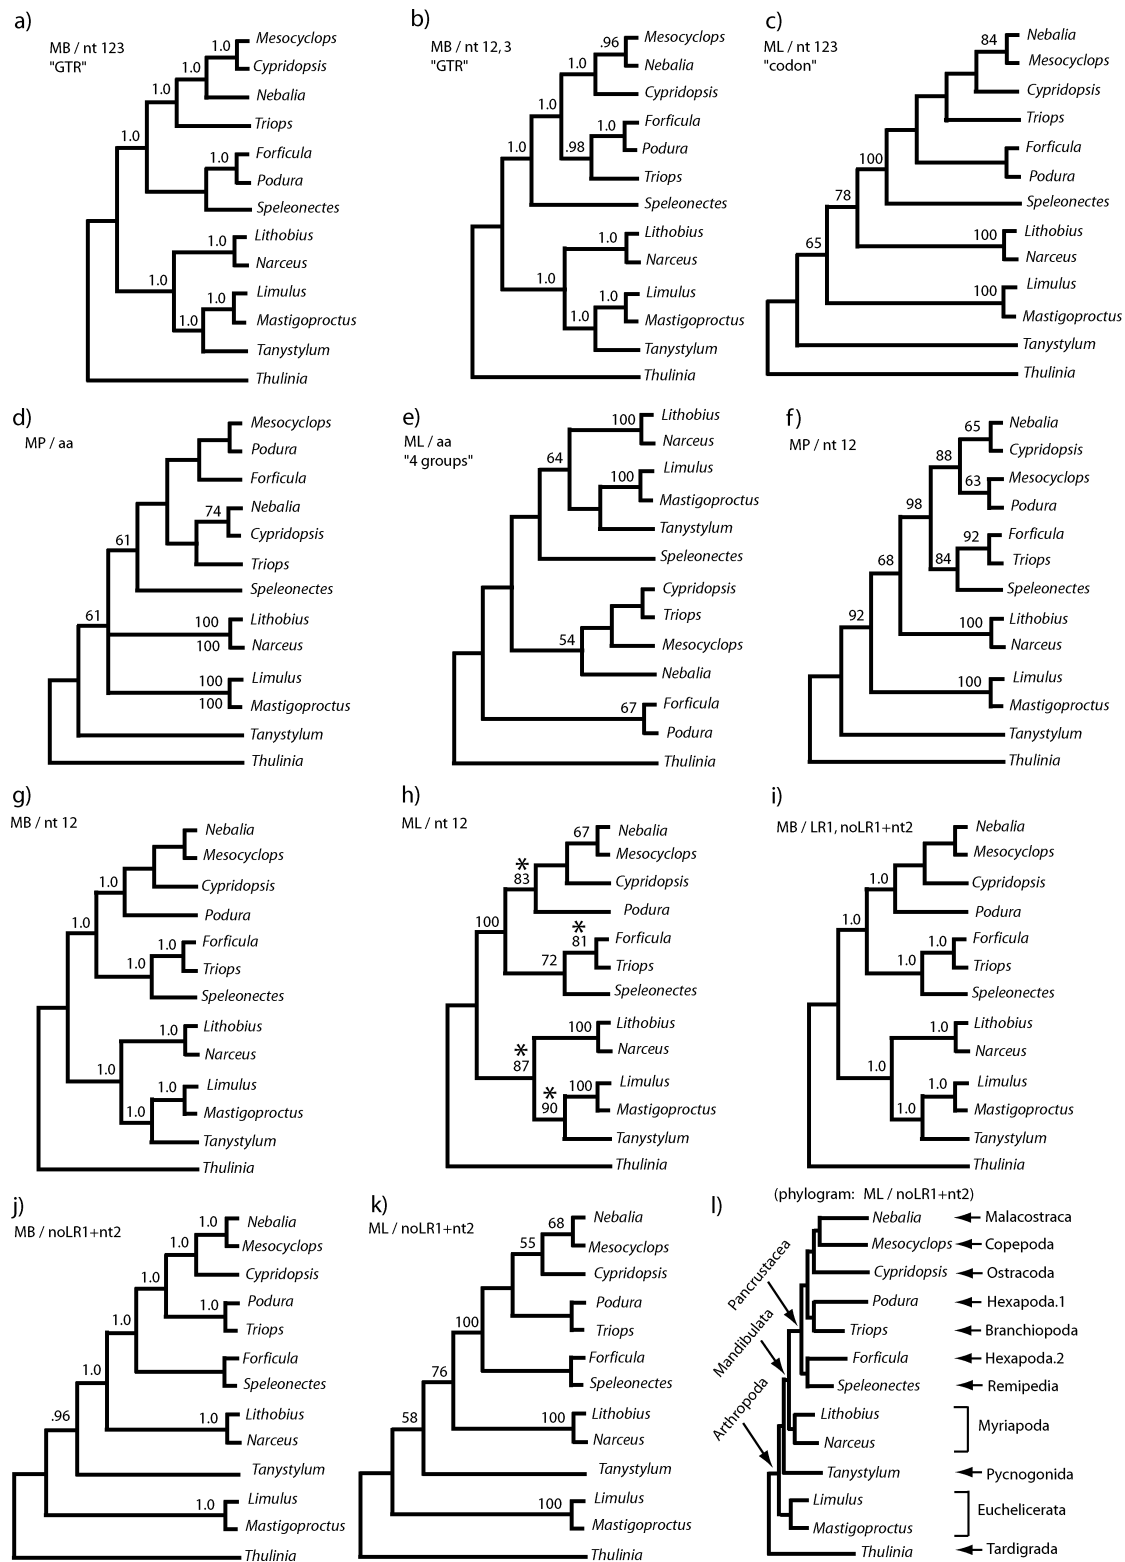 a)
MB / nt 123
"GTR"
1.0
1.0
1.0
1.0
1.0
1.0
1.0
1.0
1.0
Mesocyclops
Cypridopsis
Nebalia
Triops
Forficula
Podura
Speleonectes
Lithobius
Narceus
Limulus
Mastigoproctus
Tanystylum
Thulinia
b)
MB / nt 12, 3
"GTR"
.96
1.0
1.0
1.0
1.0
.98
1.0
1.0
1.0
1.0
Mesocyclops
Nebalia
Cypridopsis
Forficula
Podura
Triops
Speleonectes
Lithobius
Narceus
Limulus
Mastigoproctus
Tanystylum
Thulinia
c)
ML / nt 123
"codon"
84
100
78
65
100
100
Nebalia
Mesocyclops
Cypridopsis
Triops
Forficula
Podura
Speleonectes
Lithobius
Narceus
Limulus
Mastigoproctus
Tanystylum
Thulinia
d)
MP / aa
74
61
61
100
100
100
100
Mesocyclops
Podura
Forficula
Nebalia
Cypridopsis
Triops
Speleonectes
Lithobius
Narceus
Limulus
Mastigoproctus
Tanystylum
Thulinia
e)
ML / aa
"4 groups"
100
64
100
54
67
Lithobius
Narceus
Limulus
Mastigoproctus
Tanystylum
Speleonectes
Cypridopsis
Triops
Mesocyclops
Nebalia
Forficula
Podura
Thulinia
f)
MP / nt 12
65
88
63
98
92
84
68
92
100
100
Nebalia
Cypridopsis
Mesocyclops
Podura
Forficula
Triops
Speleonectes
Lithobius
Narceus
Limulus
Mastigoproctus
Tanystylum
Thulinia
g)
MB / nt 12
1.0
1.0
1.0
1.0
1.0
1.0
1.0
1.0
Nebalia
Mesocyclops
Cypridopsis
Podura
Forficula
Triops
Speleonectes
Lithobius
Narceus
Limulus
Mastigoproctus
Tanystylum
Thulinia
h)
ML / nt 12
67
*
83
100
*
81
72
100
*
87
*
90
100
Nebalia
Mesocyclops
Cypridopsis
Podura
Forficula
Triops
Speleonectes
Lithobius
Narceus
Limulus
Mastigoproctus
Tanystylum
Thulinia
i)
MB / LR1, noLR1+nt2
1.0
1.0
1.0
1.0
1.0
1.0
1.0
1.0
Nebalia
Mesocyclops
Cypridopsis
Podura
Forficula
Triops
Speleonectes
Lithobius
Narceus
Limulus
Mastigoproctus
Tanystylum
Thulinia
j)
MB / noLR1+nt2
1.0
1.0
1.0
1.0
1.0
1.0
1.0
.96
1.0
1.0
Nebalia
Mesocyclops
Cypridopsis
Podura
Triops
Forficula
Speleonectes
Lithobius
Narceus
Tanystylum
Limulus
Mastigoproctus
Thulinia
k)
ML / noLR1+nt2
68
55
100
76
58
100
100
Nebalia
Mesocyclops
Cypridopsis
Podura
Triops
Forficula
Speleonectes
Lithobius
Narceus
Tanystylum
Limulus
Mastigoproctus
Thulinia
l)
(phylogram: ML / noLR1+nt2)
Pancrustacea
Mandibulata
Arthropoda
Nebalia Malacostraca
Mesocyclops Copepoda
Cypridopsis Ostracoda
Podura Hexapoda.1
Triops Branchiopoda
Forficula Hexapoda.2
Speleonectes Remipedia
Lithobius
Myriapoda
Narceus
Tanystylum Pycnogonida
Limulus
Euchelicerata
Mastigoproctus
Thulinia Tardigrada